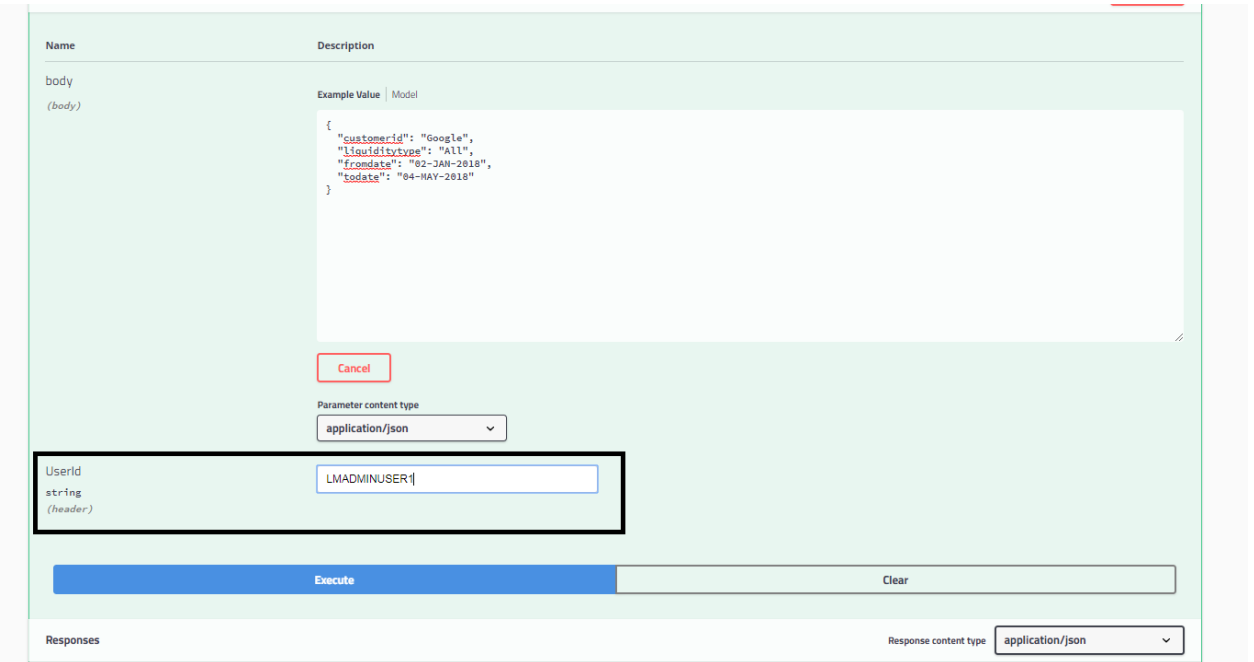 Name Description
body
(body)
Example Value Model
{
"customerid": "Google",
"liquiditytype": "All",
"fromdate": "02-JAN-2018",
"todate": "04-MAY-2018"
}
Cancel
Parameter content type
application/json
UserId
string
(header)
LMADMINUSER1
Execute Clear
Responses Response content type application/json